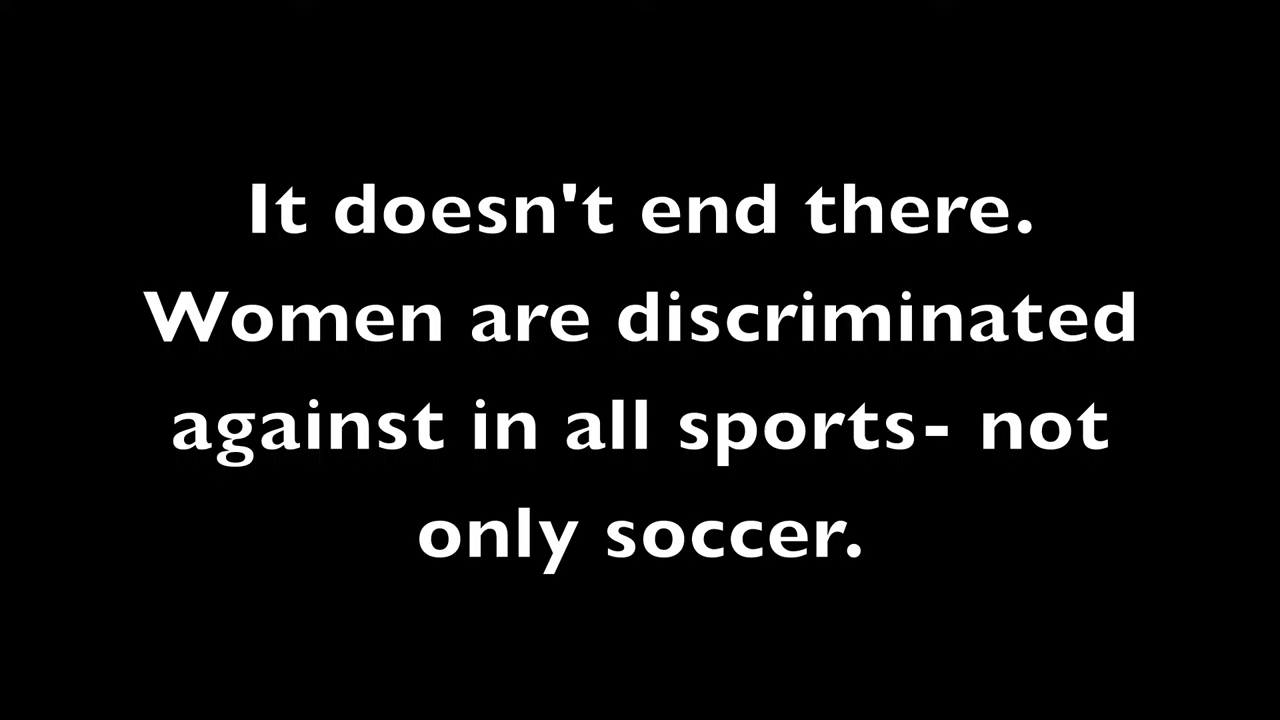 It doesn't end there.
Women are discriminated
against in all sports- not
only soccer.